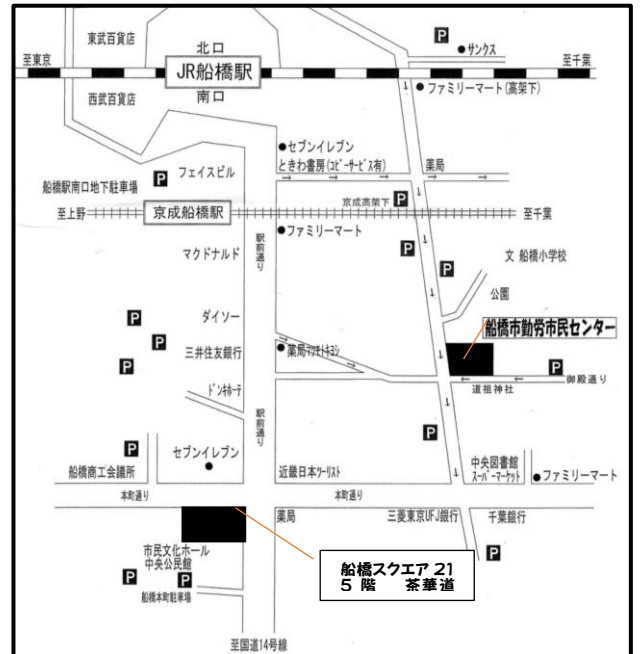 東武百貨店
北口
サンクス
至東京
JR船橋駅
至千葉
西武百貨店
南口
ファミリーマート(高架下)
セブンイレブン
ときわ書房(コピーサービス有)
薬局
フェイスビル
船橋駅南口地下駐車場
京成高架下
至上野
京成船橋駅
至千葉
駅前通り
ファミリーマート
マクドナルド
文 船橋小学校
公園
ダイソー
船橋市勤労市民センター
三井住友銀行
薬局マツモトキヨシ
御殿通り
道祖神社
ドンキホーテ
駅前通り
セブンイレブン
船橋商工会議所
近畿日本ツーリスト
中央図書館
スーパーマーケット
ファミリーマート
本町通り
本町通り
薬局
三菱東京UFJ銀行
千葉銀行
市民文化ホール
中央公民館
船橋スクエア 21
5 階 茶華道
船橋本町駐車場
至国道14号線
P
P
P
P
P
P
P
P
P
P
P
P
P
P